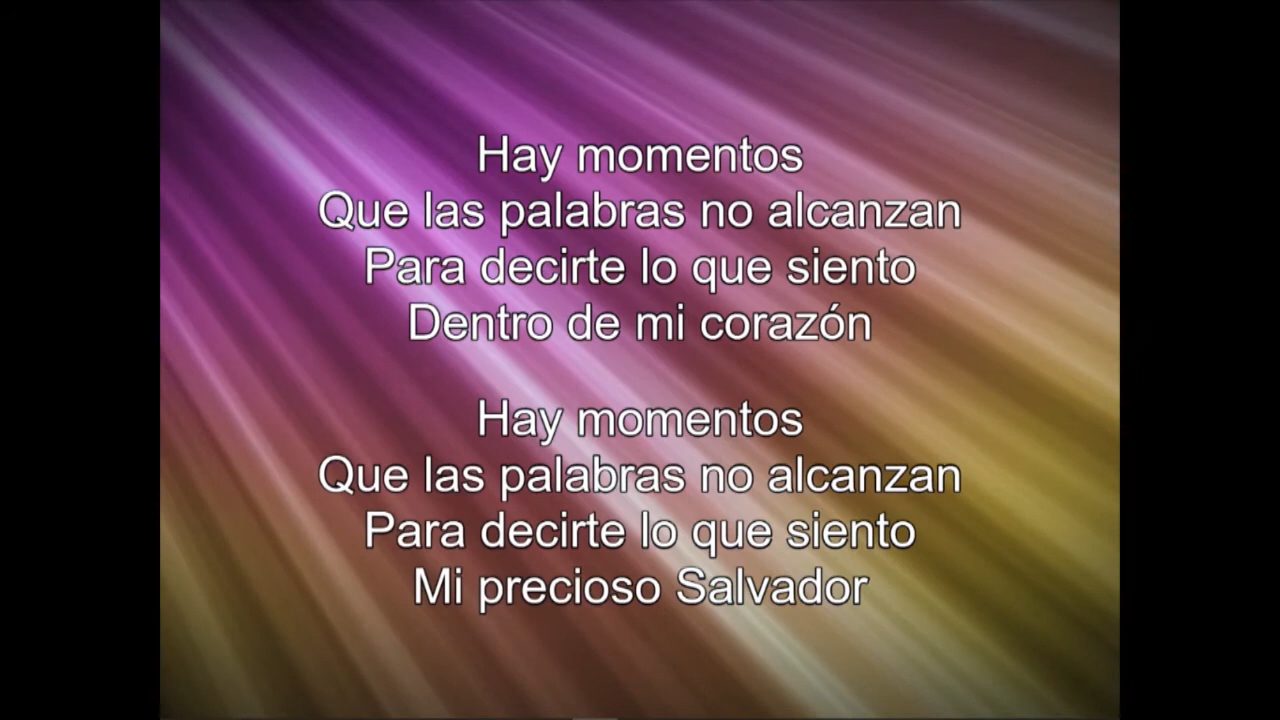 Hay momentos
Que las palabras no alcanzan
Para decirte lo que siento
Dentro de mi corazón
Hay momentos
Que las palabras no alcanzan
Para decirte lo que siento
Mi precioso Salvador